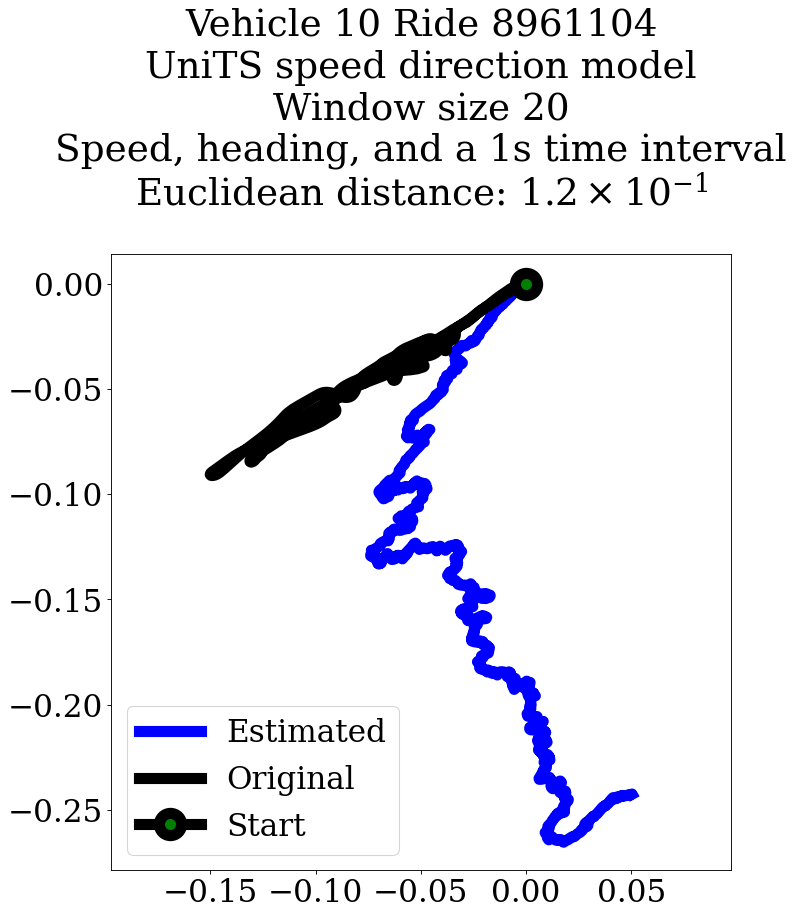 Vehicle 10 Ride 8961104
UniTS speed direction model
Window size 20
Speed, heading, and a 1s time interval
Euclidean distance: 1.2 × 10⁻¹
0.00
−0.05
−0.10
−0.15
−0.20
−0.25
Estimated
Original
Start
−0.15 −0.10 −0.05 0.00 0.05